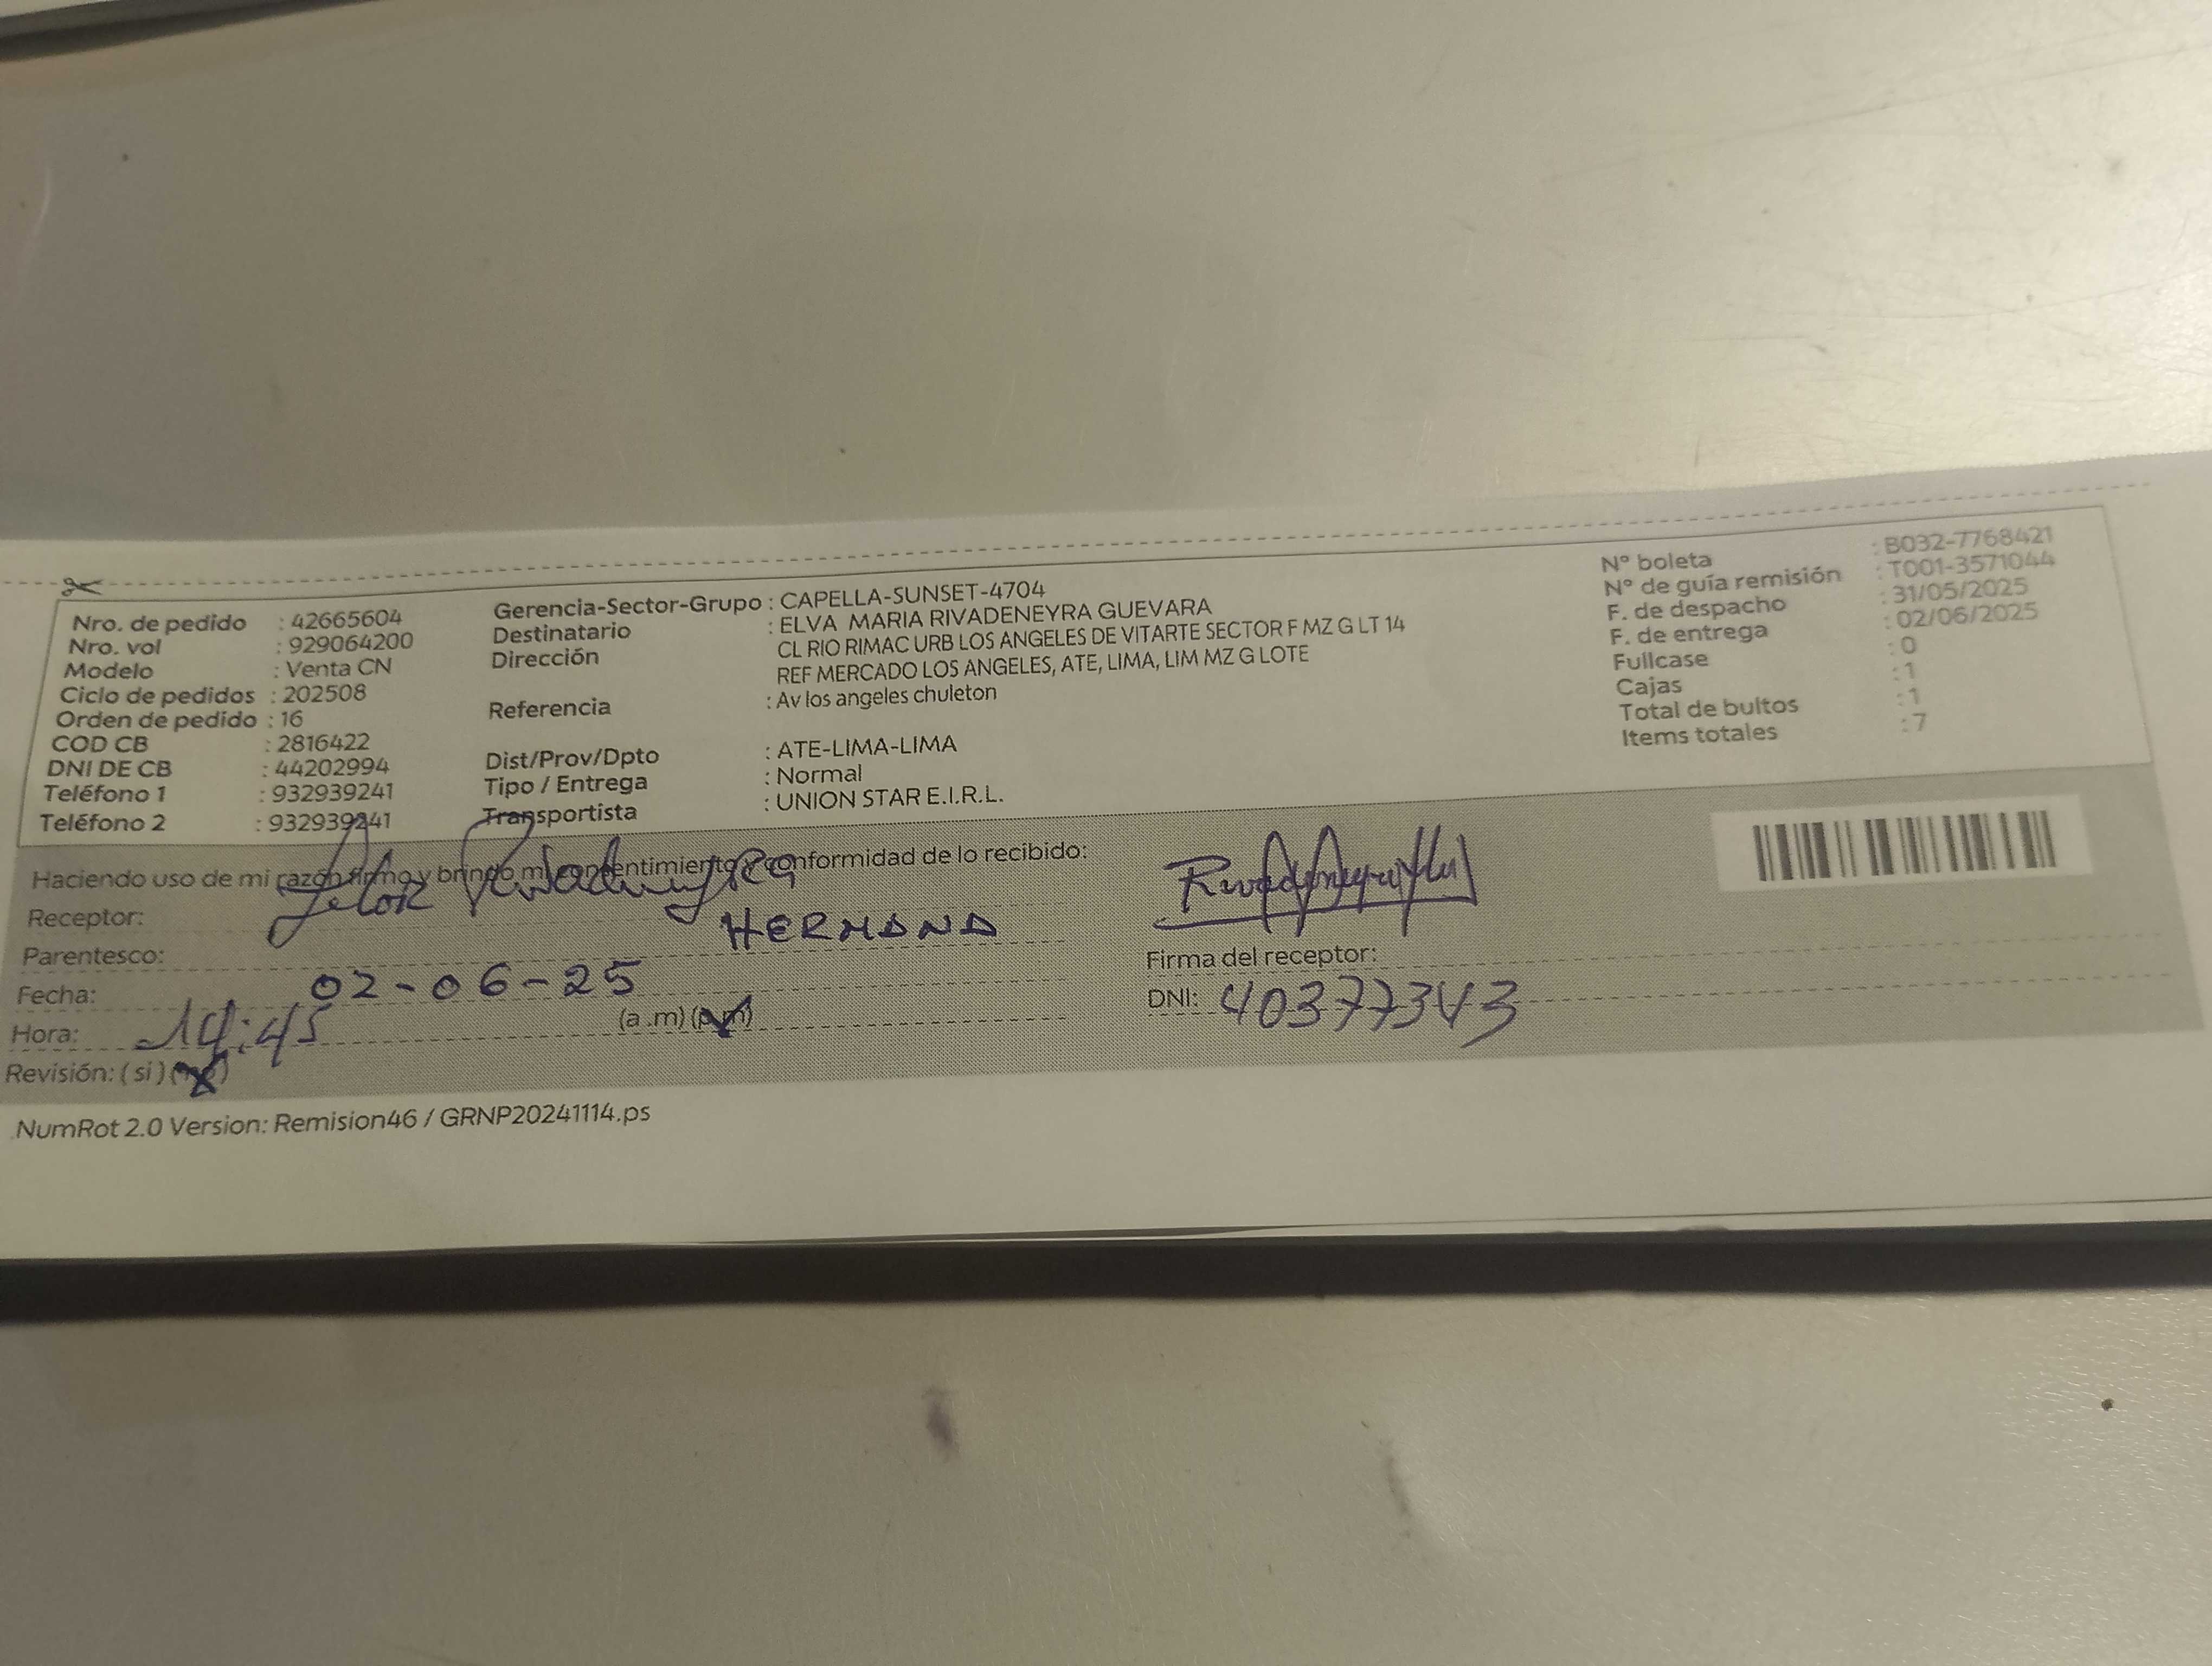 Nro. de pedido : 42665604
Nro. vol : 929064200
Modelo : Venta CN
Ciclo de pedidos : 202508
Orden de pedido : 16
COD CB : 2816422
DNI DE CB : 44202994
Teléfono 1 : 932939241
Teléfono 2 : 932939241
Gerencia-Sector-Grupo : CAPELLA-SUNSET-4704
Destinatario : ELVA MARIA RIVADENEYRA GUEVARA
Dirección CL RIO RIMAC URB LOS ANGELES DE VITARTE SECTOR F MZ G LT 14
REF MERCADO LOS ANGELES, ATE, LIMA, LIM MZ G LOTE
Referencia : Av los angeles chuleton
Dist/Prov/Dpto : ATE-LIMA-LIMA
Tipo / Entrega : Normal
Transportista : UNION STAR E.I.R.L.
N° boleta : B032-7768421
N° de guía remisión : T001-3571044
F. de despacho : 31/05/2025
F. de entrega : 02/06/2025
Fullcase : 0
Cajas : 1
Total de bultos : 1
Items totales : 7
Haciendo uso de mi razón firmo y brindo mi consentimiento y conformidad de lo recibido:
Receptor: Rivadeneyra
Parentesco: HERMANA
Fecha: 02-06-25
Hora: 14:45 (a.m) (p.m)
Revisión: ( si ) (no)
Firma del receptor:
DNI: 40377343
NumRot 2.0 Version: Remision46 / GRNP20241114.ps